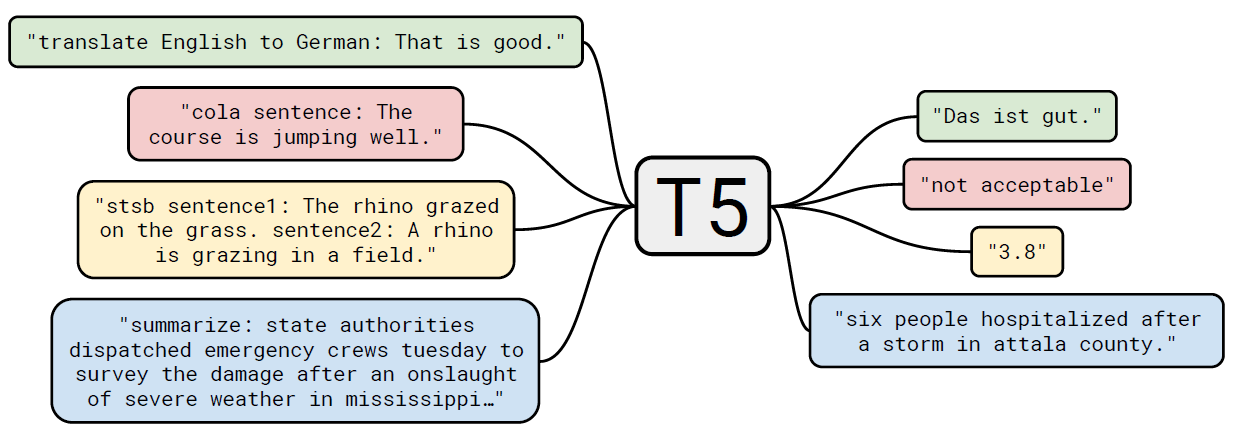 "translate English to German: That is good."
"cola sentence: The
course is jumping well."
"stsb sentence1: The rhino grazed
on the grass. sentence2: A rhino
is grazing in a field."
"summarize: state authorities
dispatched emergency crews tuesday to
survey the damage after an onslaught
of severe weather in mississippi…"
T5
"Das ist gut."
"not acceptable"
"3.8"
"six people hospitalized after
a storm in attala county."